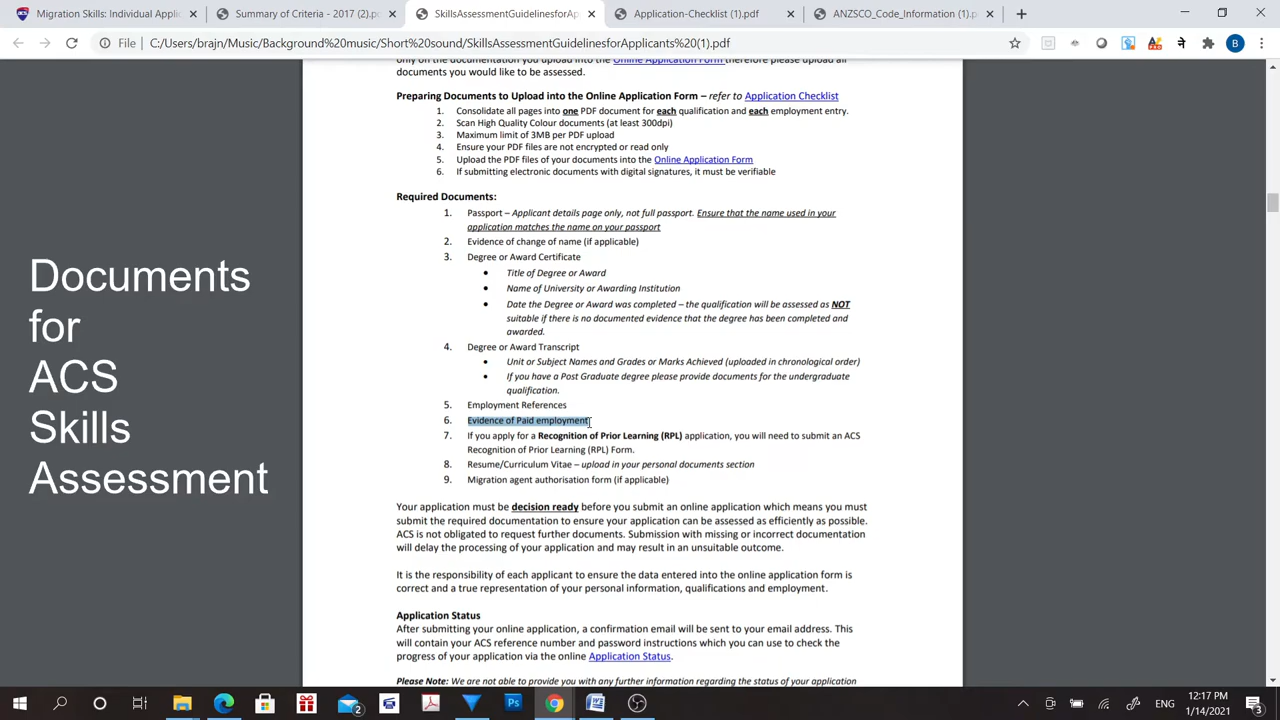 Migration Skills: Individual Applic
Summary of Criteria - 2017 (2).p
SkillsAssessmentGuidelinesforAp
Application-Checklist(1).pdf
ANZSCO_Code_Information (1).p
File | C:/Users/brajn/Music/Background%20music/Short%20sound/SkillsAssessmentGuidelinesforApplicants%20(1).pdf
only on the documentation you upload into the Online Application Form therefore please upload all
documents you would like to be assessed.
Preparing Documents to Upload into the Online Application Form – refer to Application Checklist
1. Consolidate all pages into one PDF document for each qualification and each employment entry.
2. Scan High Quality Colour documents (at least 300dpi)
3. Maximum limit of 3MB per PDF upload
4. Ensure your PDF files are not encrypted or read only
5. Upload the PDF files of your documents into the Online Application Form
6. If submitting electronic documents with digital signatures, it must be verifiable
Required Documents:
1. Passport – Applicant details page only, not full passport. Ensure that the name used in your
application matches the name on your passport
2. Evidence of change of name (if applicable)
3. Degree or Award Certificate
• Title of Degree or Award
• Name of University or Awarding Institution
• Date the Degree or Award was completed – the qualification will be assessed as NOT
suitable if there is no documented evidence that the degree has been completed and
awarded.
4. Degree or Award Transcript
• Unit or Subject Names and Grades or Marks Achieved (uploaded in chronological order)
• If you have a Post Graduate degree please provide documents for the undergraduate
qualification.
5. Employment References
6. Evidence of Paid employment
7. If you apply for a Recognition of Prior Learning (RPL) application, you will need to submit an ACS
Recognition of Prior Learning (RPL) Form.
8. Resume/Curriculum Vitae – upload in your personal documents section
9. Migration agent authorisation form (if applicable)
Your application must be decision ready before you submit an online application which means you must
submit the required documentation to ensure your application can be assessed as efficiently as possible.
ACS is not obligated to request further documents. Submission with missing or incorrect documentation
will delay the processing of your application and may result in an unsuitable outcome.
It is the responsibility of each applicant to ensure the data entered into the online application form is
correct and a true representation of your personal information, qualifications and employment.
Application Status
After submitting your online application, a confirmation email will be sent to your email address. This
will contain your ACS reference number and password instructions which you can use to check the
progress of your application via the online Application Status.
Please Note: We are not able to provide you with any further information regarding the status of your application
Documents
for
ACS
Skills
Assessment
12:17 PM
1/14/2021